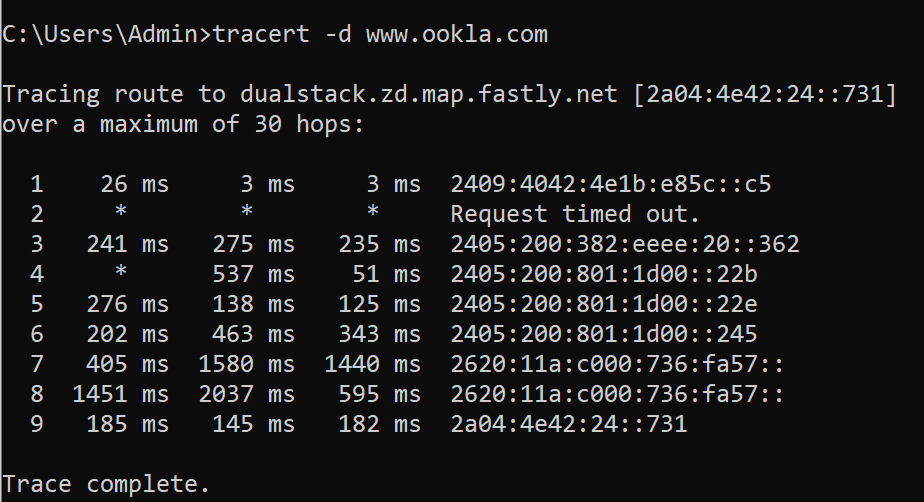 C:\Users\Admin>tracert -d www.ookla.com
Tracing route to dualstack.zd.map.fastly.net [2a04:4e42:24::731]
over a maximum of 30 hops:
1 26 ms 3 ms 3 ms 2409:4042:4e1b:e85c::c5
2 * * * Request timed out.
3 241 ms 275 ms 235 ms 2405:200:382:eeee:20::362
4 * 537 ms 51 ms 2405:200:801:1d00::22b
5 276 ms 138 ms 125 ms 2405:200:801:1d00::22e
6 202 ms 463 ms 343 ms 2405:200:801:1d00::245
7 405 ms 1580 ms 1440 ms 2620:11a:c000:736:fa57::
8 1451 ms 2037 ms 595 ms 2620:11a:c000:736:fa57::
9 185 ms 145 ms 182 ms 2a04:4e42:24::731
Trace complete.